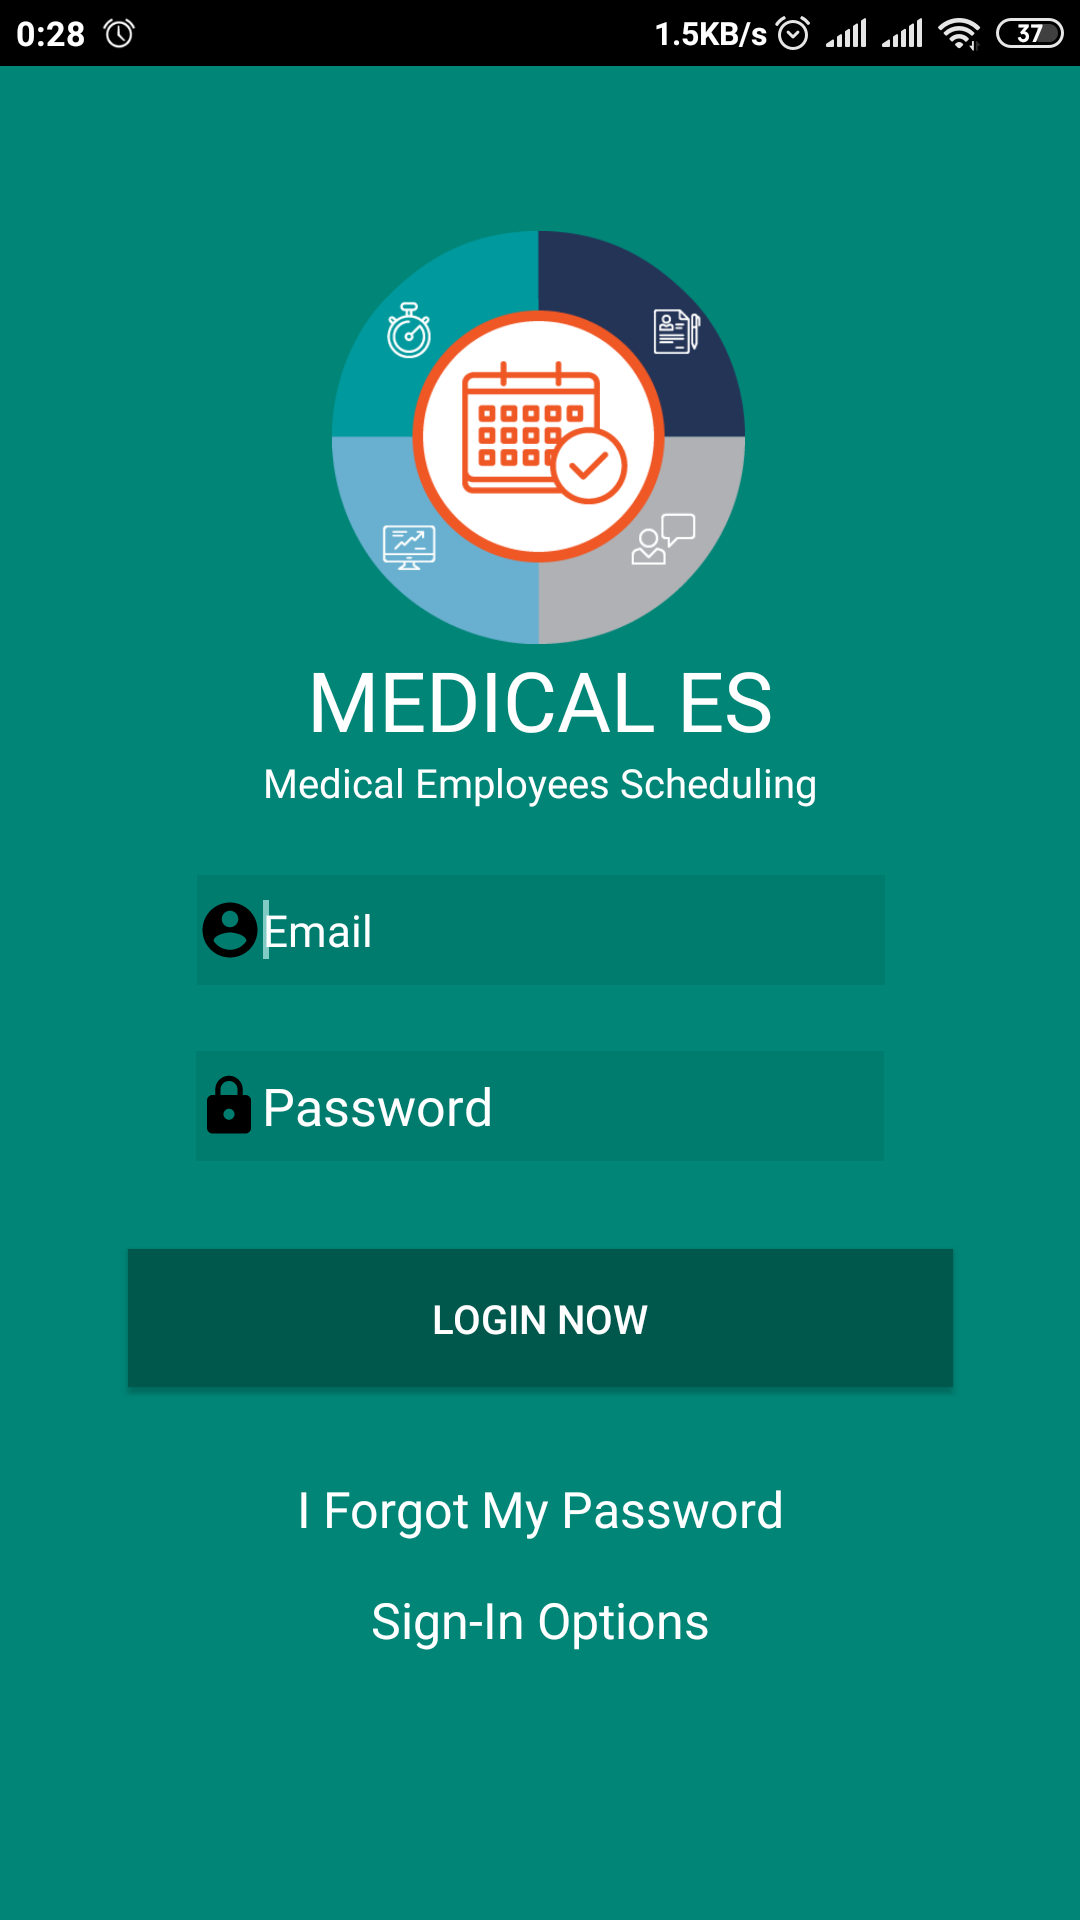 0:28 1.5KB/s 37
MEDICAL ES
Medical Employees Scheduling
Email
Password
LOGIN NOW
I Forgot My Password
Sign-In Options